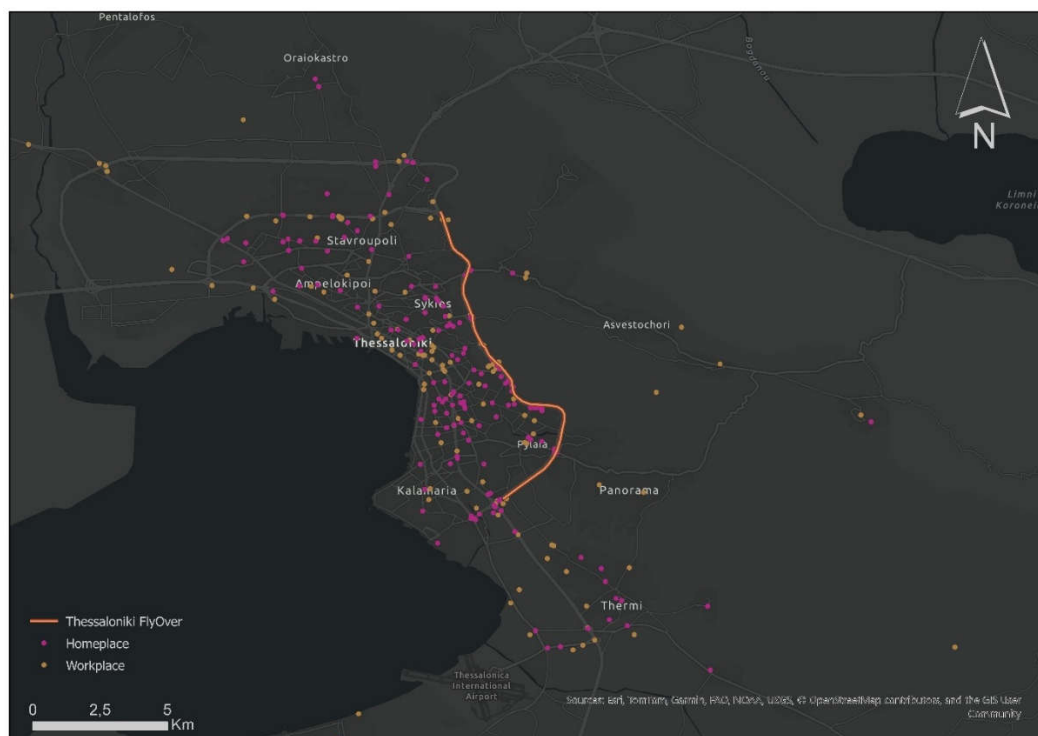 Pentalofos
Oraiokastro
Bogdanau
N
Limni
Koronei
Stavroupoli
Ampelokipoi
Sykies
Thessaloniki
Asvestochori
Pylaia
Kalamaria
Panorama
Thermi
Thessaloniki FlyOver
Homeplace
Workplace
Thessalonica
International
Airport
0 2,5 5
Km
Sources: Esri, TomTom, Garmin, FAO, NOAA, USGS, © OpenStreetMap contributors, and the GIS User
Community